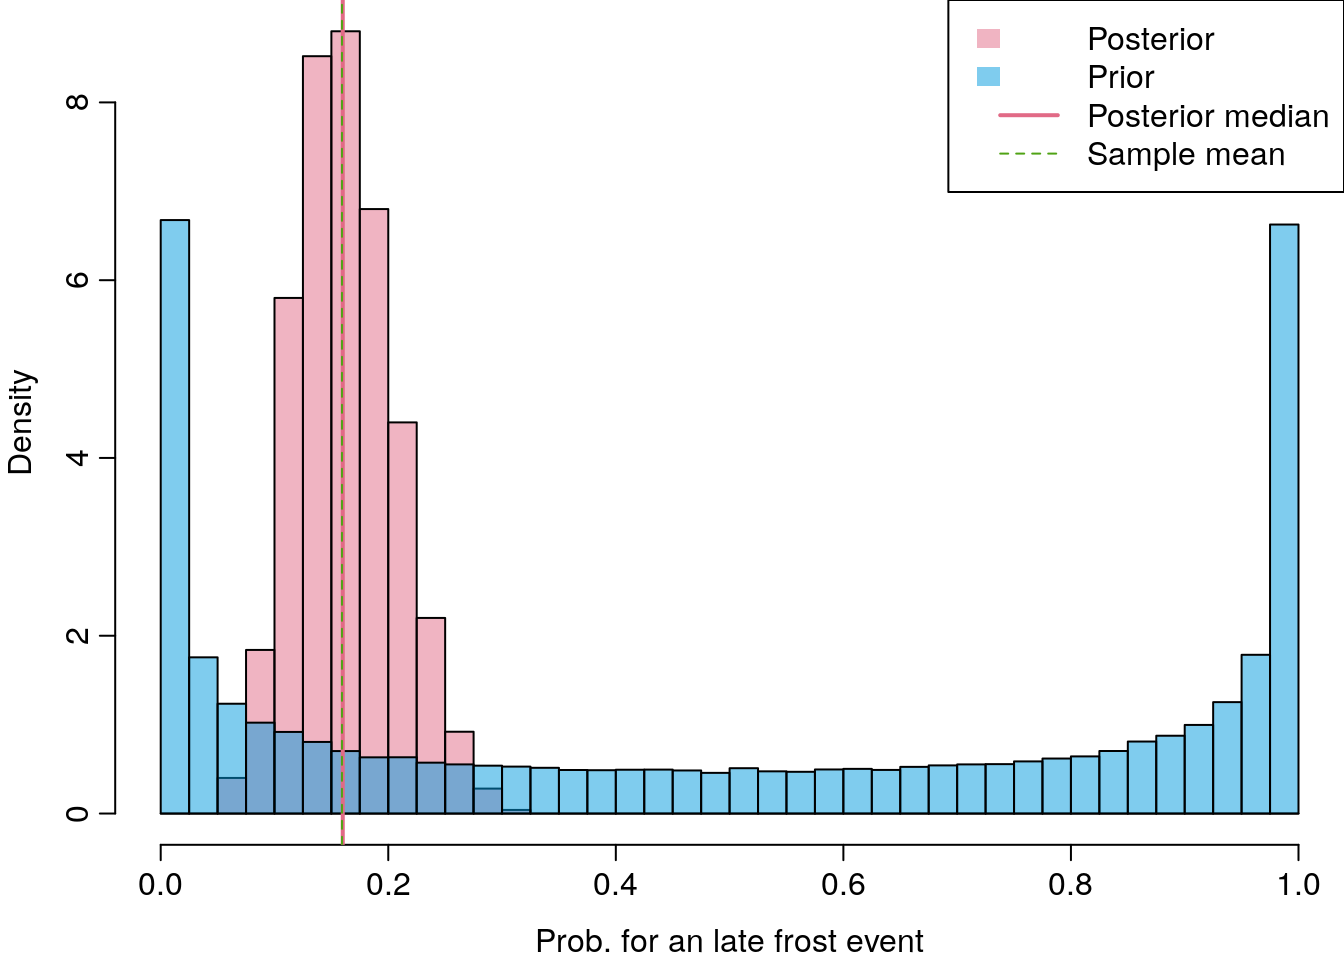 Posterior
Prior
Posterior median
Sample mean
8
6
4
2
0
Density
0.0 0.2 0.4 0.6 0.8 1.0
Prob. for an late frost event